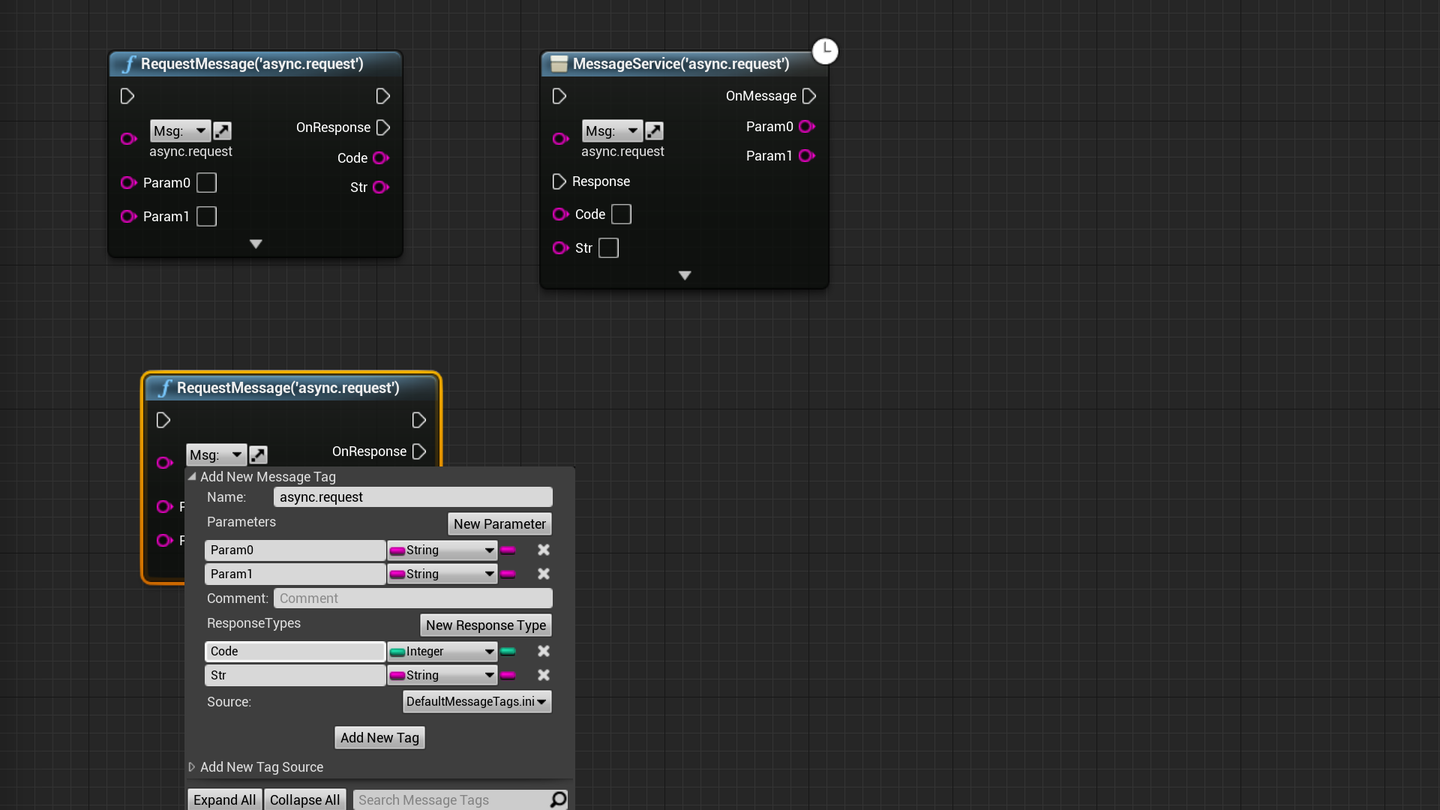 RequestMessage('async.request')
Msg:
async.request
OnResponse
Code
Str
Param0
Param1
MessageService('async.request')
OnMessage
Msg:
async.request
Param0
Param1
Response
Code
Str
RequestMessage('async.request')
Msg:
OnResponse
Add New Message Tag
Name: async.request
Parameters New Parameter
Param0 String
Param1 String
Comment: Comment
ResponseTypes New Response Type
Code Integer
Str String
Source: DefaultMessageTags.ini
Add New Tag
Add New Tag Source
Expand All Collapse All Search Message Tags